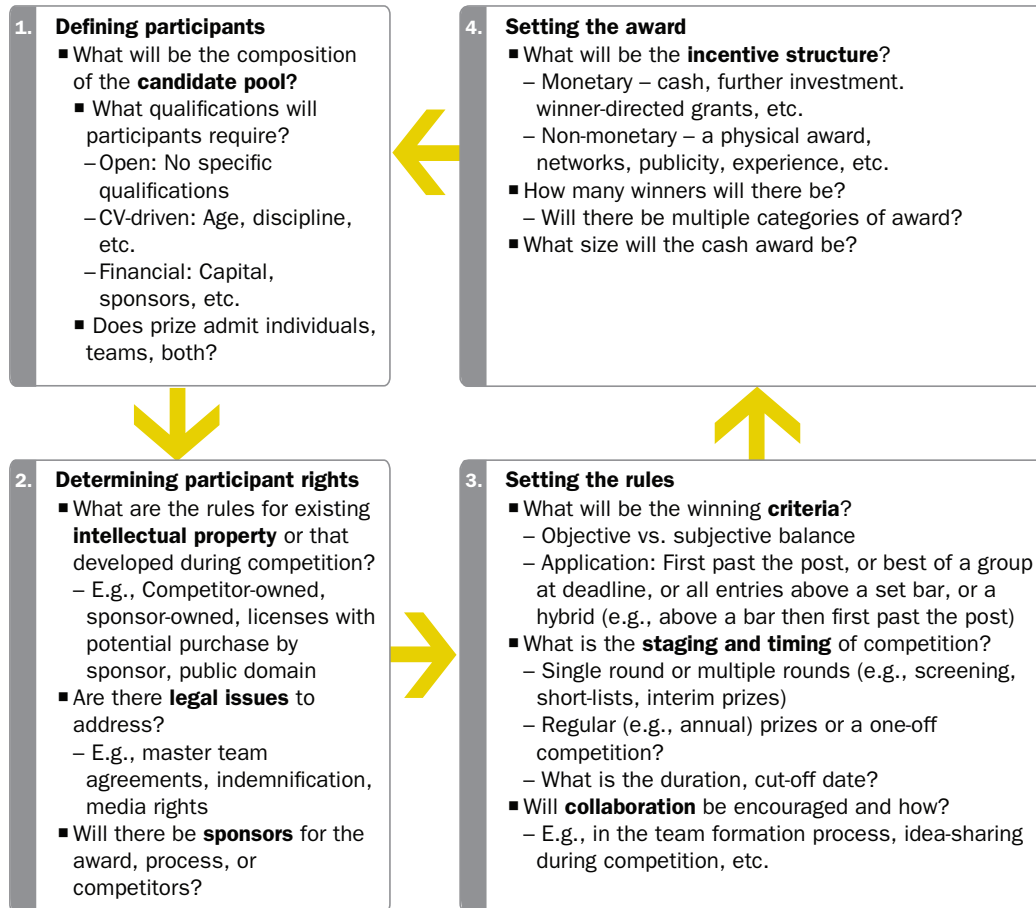 1. Defining participants
■ What will be the composition
of the candidate pool?
■ What qualifications will
participants require?
– Open: No specific
qualifications
– CV-driven: Age, discipline,
etc.
– Financial: Capital,
sponsors, etc.
■ Does prize admit individuals,
teams, both?
2. Determining participant rights
■ What are the rules for existing
intellectual property or that
developed during competition?
– E.g., Competitor-owned,
sponsor-owned, licenses with
potential purchase by
sponsor, public domain
■ Are there legal issues to
address?
– E.g., master team
agreements, indemnification,
media rights
■ Will there be sponsors for the
award, process, or
competitors?
3. Setting the rules
■ What will be the winning criteria?
– Objective vs. subjective balance
– Application: First past the post, or best of a group
at deadline, or all entries above a set bar, or a
hybrid (e.g., above a bar then first past the post)
■ What is the staging and timing of competition?
– Single round or multiple rounds (e.g., screening,
short-lists, interim prizes)
– Regular (e.g., annual) prizes or a one-off
competition?
– What is the duration, cut-off date?
■ Will collaboration be encouraged and how?
– E.g., in the team formation process, idea-sharing
during competition, etc.
4. Setting the award
■ What will be the incentive structure?
– Monetary – cash, further investment.
winner-directed grants, etc.
– Non-monetary – a physical award,
networks, publicity, experience, etc.
■ How many winners will there be?
– Will there be multiple categories of award?
■ What size will the cash award be?